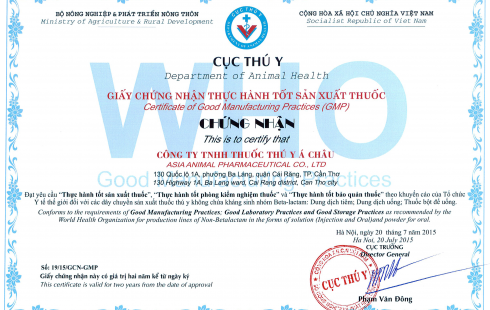 BỘ NÔNG NGHIỆP & PHÁT TRIỂN NÔNG THÔN
Ministry of Agriculture & Rural Development
CỘNG HÒA XÃ HỘI CHỦ NGHĨA VIỆT NAM
Socialist Republic of Viet Nam
CỤC THÚ Y
Department of Animal Health
GIẤY CHỨNG NHẬN THỰC HÀNH TỐT SẢN XUẤT THUỐC
Certificate of Good Manufacturing Practices (GMP)
WHO
CHỨNG NHẬN
This is to certify that
CÔNG TY TNHH THUỐC THÚ Y Á CHÂU
ASIA ANIMAL PHARMACEUTICAL CO., LTD
130 Quốc lộ 1A, phường Ba Láng, quận Cái Răng, TP. Cần Thơ
130 Highway 1A, Ba Lang ward, Cai Rang district, Can Tho city
Đạt yêu cầu "Thực hành tốt sản xuất thuốc", "Thực hành tốt phòng kiểm nghiệm thuốc" và "Thực hành tốt bảo quản thuốc" theo khuyến cáo của Tổ chức
Y tế thế giới đối với các dây chuyền sản xuất thuốc thú y không chứa kháng sinh nhóm Beta-lactam: Dung dịch tiêm; Dung dịch uống; Thuốc bột để uống.
Conforms to the requirements of Good Manufacturing Practices; Good Laboratory Practices and Good Storage Practices as recommended by the
World Health Organization for production lines of Non-Betalactam in the forms of solution (Injection and Oral)and powder for oral.
Hà Nội, ngày 20 tháng 7 năm 2015
Ha Noi, 20 July 2015
CỤC TRƯỞNG
Director General
Số: 19/15/GCN-GMP
Giấy chứng nhận này có giá trị hai năm kể từ ngày ký
This certificate is valid for two years from the date of approval
CỤC THÚ Y
Phạm Văn Đông